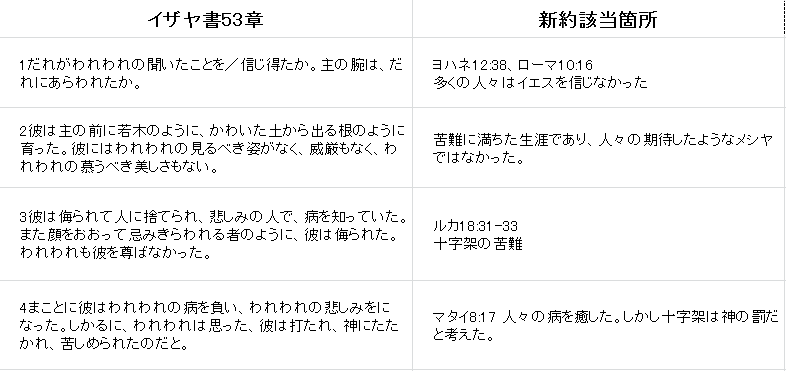 イザヤ書53章
新約該当箇所
1だれがわれわれの聞いたことを／信じ得たか。主の腕は、だ
れにあらわれたか。
ヨハネ12:38、ローマ10:16
多くの人々はイエスを信じなかった
2彼は主の前に若木のように、かわいた土から出る根のように
育った。彼にはわれわれの見るべき姿がなく、威厳もなく、わ
れわれの慕うべき美しさもない。
苦難に満ちた生涯であり、人々の期待したようなメシヤ
ではなかった。
3彼は侮られて人に捨てられ、悲しみの人で、病を知っていた。
また顔をおおって忌みきらわれる者のように、彼は侮られた。
われわれも彼を尊ばなかった。
ルカ18:31-33
十字架の苦難
4まことに彼はわれわれの病を負い、われわれの悲しみをに
なった。しかるに、われわれは思った、彼は打たれ、神にたた
かれ、苦しめられたのだと。
マタイ8:17 人々の病を癒した。しかし十字架は神の罰だ
と考えた。